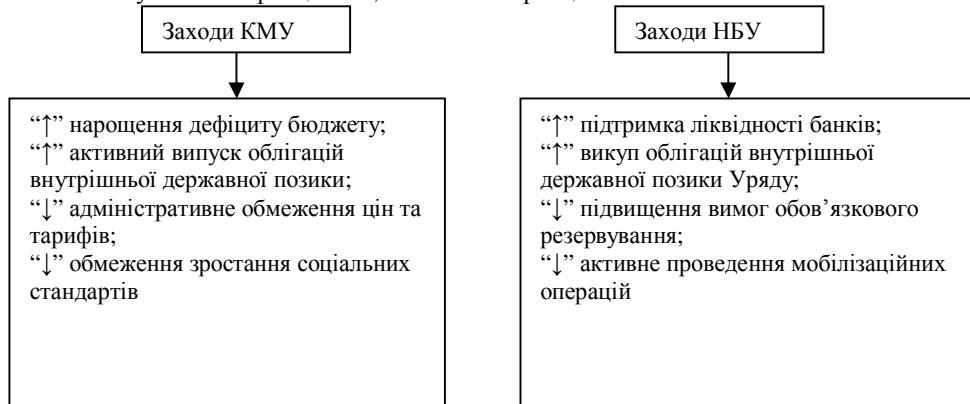 Заходи КМУ
Заходи НБУ
“↑” нарощення дефіциту бюджету;
“↑” активний випуск облігацій
внутрішньої державної позики;
“↓” адміністративне обмеження цін та
тарифів;
“↓” обмеження зростання соціальних
стандартів
“↑” підтримка ліквідності банків;
“↑” викуп облігацій внутрішньої
державної позики Уряду;
“↓” підвищення вимог обов’язкового
резервування;
“↓” активне проведення мобілізаційних
операцій